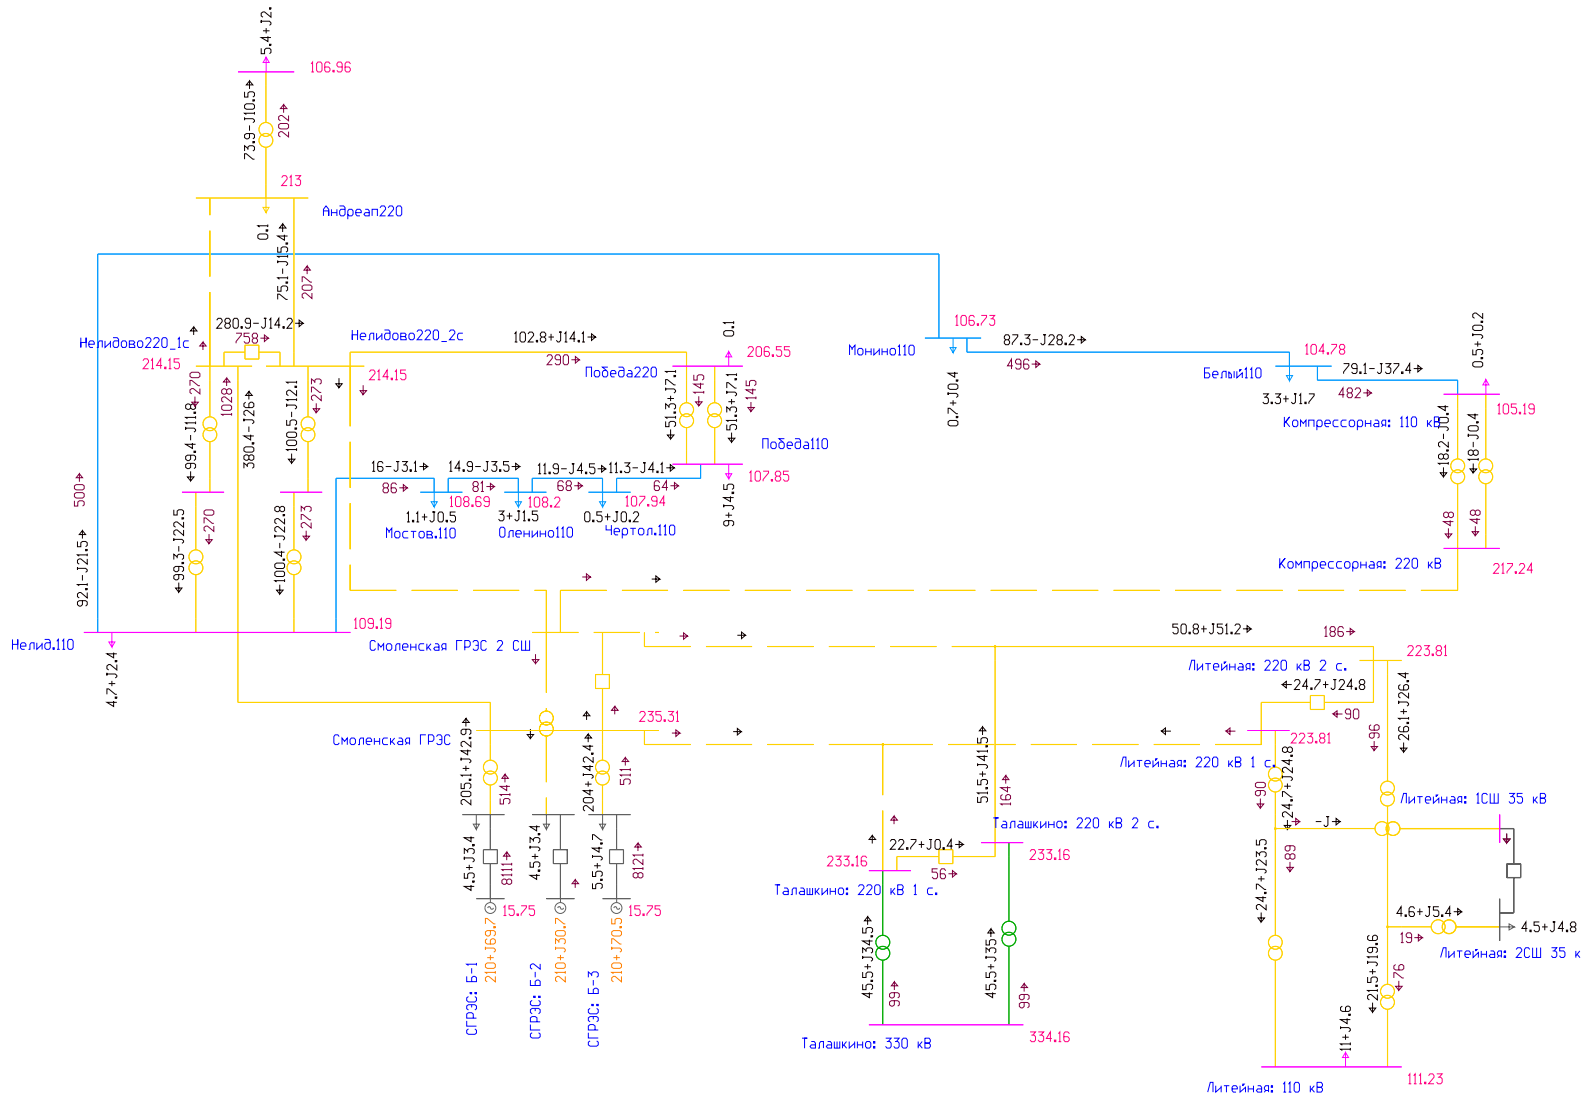 5.4+J2.
106.96
73.9-J10.5→
202→
213
Андреап220
0.1
75.1-J15.4→
207→
280.9-J14.2→
758→
Нелидово220_1с
214.15
Нелидово220_2с
214.15
102.8+J14.1→
290→
0.1
206.55
Победа220
←51.3+J7.1
←145
←51.3+J7.1
←145
Победа110
107.85
9+J4.5
←270
1028→
←99.4-J11.8
380.4-J26→
←100.5-J12.1
←273
←99.3-J22.5
←270
←100.4-J22.8
←273
16-J3.1→
86→
14.9-J3.5→
81→
11.9-J4.5→
68→
11.3-J4.1→
64→
108.69
108.2
107.94
1.1+J0.5
3+J1.5
0.5+J0.2
Мостов.110
Оленино110
Чертол.110
500→
92.1-J21.5→
109.19
Нелид.110
4.7+J2.4
106.73
Монино110
0.7+J0.4
87.3-J28.2→
496→
104.78
Белый110
3.3+J1.7
79.1-J37.4→
482→
0.5+J0.2
105.19
Компрессорная: 110 кВ
←18.2-J0.4
←18-J0.4
←48
←48
Компрессорная: 220 кВ
217.24
Смоленская ГРЭС 2 СШ
50.8+J51.2→
186→
223.81
Литейная: 220 кВ 2 с.
←24.7+J24.8
←90
←26.1+J26.4
←96
235.31
Смоленская ГРЭС
223.81
Литейная: 220 кВ 1 с.
205.1+J42.9→
514→
204+J42.4→
511→
4.5+J3.4
8111→
4.5+J3.4
5.5+J4.7
8121→
15.75
15.75
210+J69.7
210+J30.7
210+J70.5
СГРЭС: Б-1
СГРЭС: Б-2
СГРЭС: Б-3
51.5+J41.5→
164→
Талашкино: 220 кВ 2 с.
22.7+J0.4→
56→
233.16
233.16
Талашкино: 220 кВ 1 с.
45.5+J34.5→
99→
45.5+J35→
99→
334.16
Талашкино: 330 кВ
←90
←24.7+J24.8
→ -J→
←89
←24.7+J23.5
Литейная: 1СШ 35 кВ
4.6+J5.4→
19→
4.5+J4.8
Литейная: 2СШ 35 к
←21.5+J19.6
←76
11+J4.6
111.23
Литейная: 110 кВ